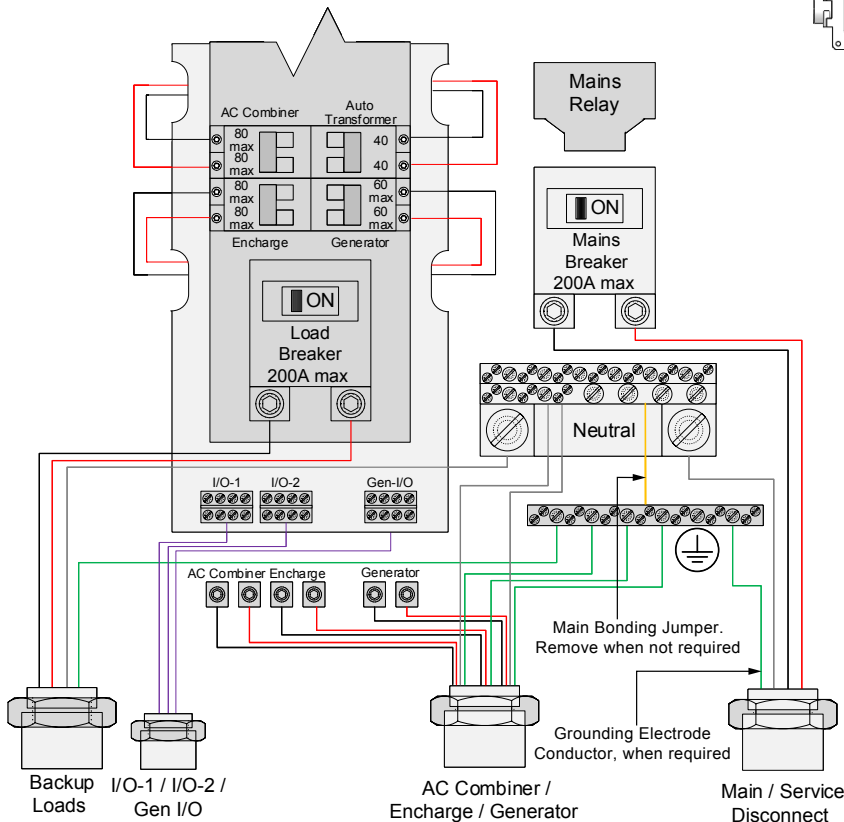 AC Combiner
Auto
Transformer
80
max
80
max
40
40
80
max
80
max
60
max
60
max
Encharge
Generator
ON
Load
Breaker
200A max
Mains
Relay
ON
Mains
Breaker
200A max
Neutral
I/O-1
I/O-2
Gen-I/O
AC Combiner
Encharge
Generator
Main Bonding Jumper.
Remove when not required
Grounding Electrode
Conductor, when required
Backup
Loads
I/O-1 / I/O-2 /
Gen I/O
AC Combiner /
Encharge / Generator
Main / Service
Disconnect